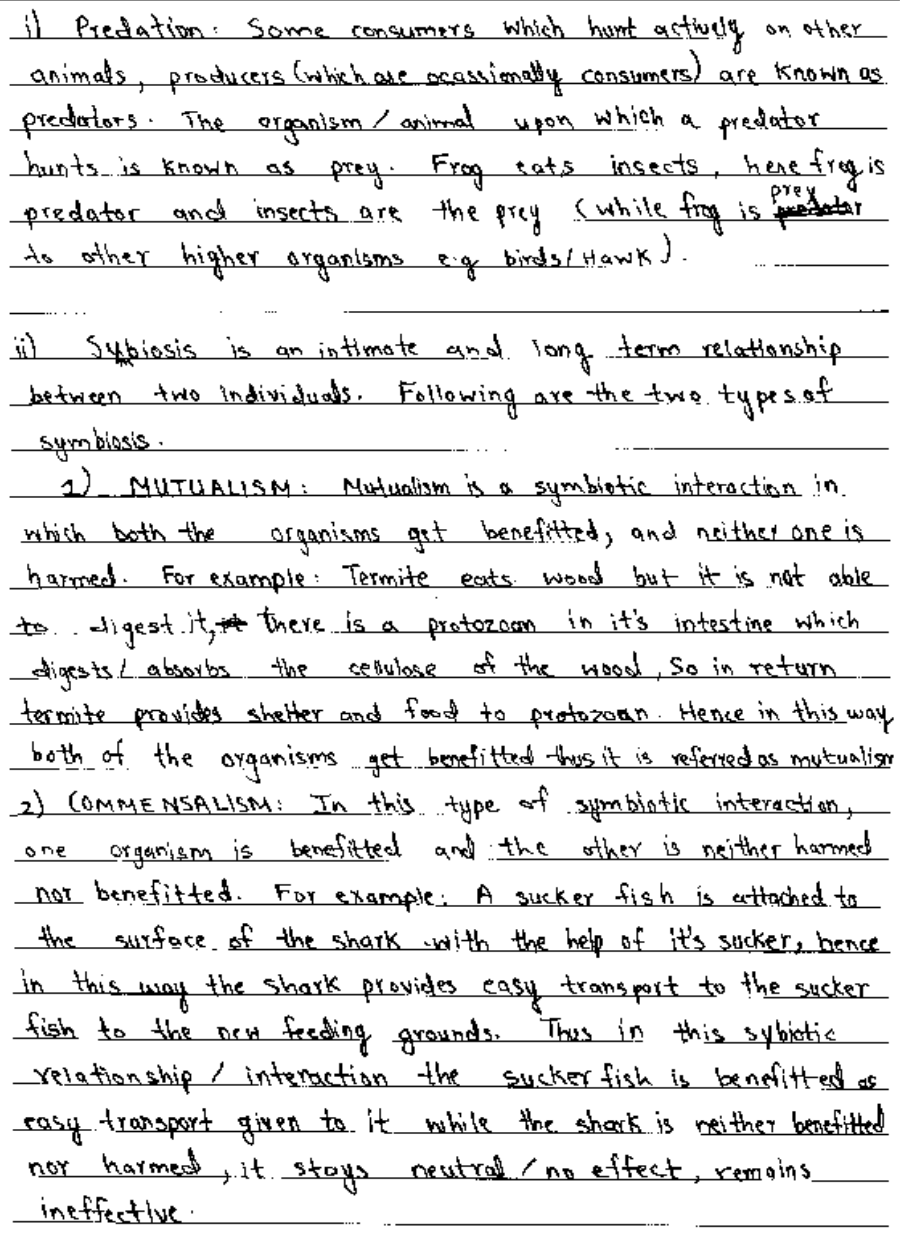 i) Predation: Some consumers which hunt actively on other
animals, producers (which are ocassionally consumers) are known as
predators. The organism / animal upon which a predator
hunts is known as prey. Frog eats insects, here frog is
predator and insects are the prey (while frog is prey
to other higher organisms e.g birds/Hawk).
ii) Sybiosis is an intimate and long term relationship
between two individuals. Following are the two types of
symbiosis.
1) MUTUALISM: Mutualism is a symbiotic interaction in
which both the organisms get benefitted, and neither one is
harmed. For example: Termite eats wood but it is not able
to digest it, there is a protozoan in it's intestine which
digests/absorbs the cellulose of the wood, So in return
termite provides shelter and food to protozoan. Hence in this way
both of the organisms get benefitted thus it is referred as mutualism
2) COMMENSALISM: In this type of symbiotic interaction,
one organism is benefitted and the other is neither harmed
nor benefitted. For example: A sucker fish is attached to
the surface of the shark with the help of it's sucker, hence
in this way the shark provides easy transport to the sucker
fish to the new feeding grounds. Thus in this sybiotic
relationship / interaction the sucker fish is benefitted as
easy transport given to it while the shark is neither benefitted
nor harmed, it stays neutral / no effect, remains
ineffective.